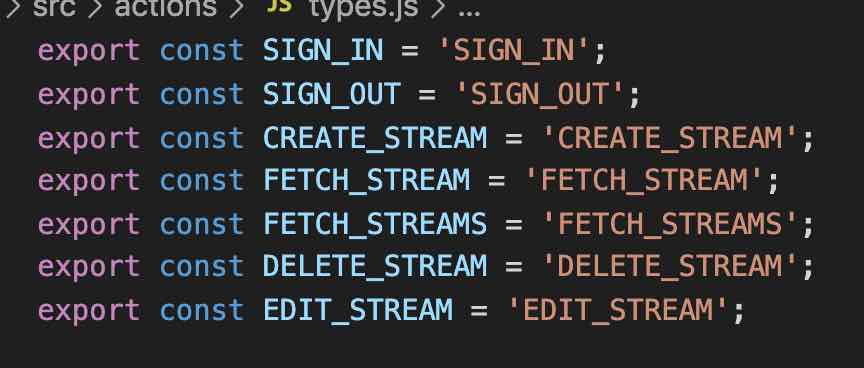 > src > actions > JS types.js > ...
export const SIGN_IN = 'SIGN_IN';
export const SIGN_OUT = 'SIGN_OUT';
export const CREATE_STREAM = 'CREATE_STREAM';
export const FETCH_STREAM = 'FETCH_STREAM';
export const FETCH_STREAMS = 'FETCH_STREAMS';
export const DELETE_STREAM = 'DELETE_STREAM';
export const EDIT_STREAM = 'EDIT_STREAM';